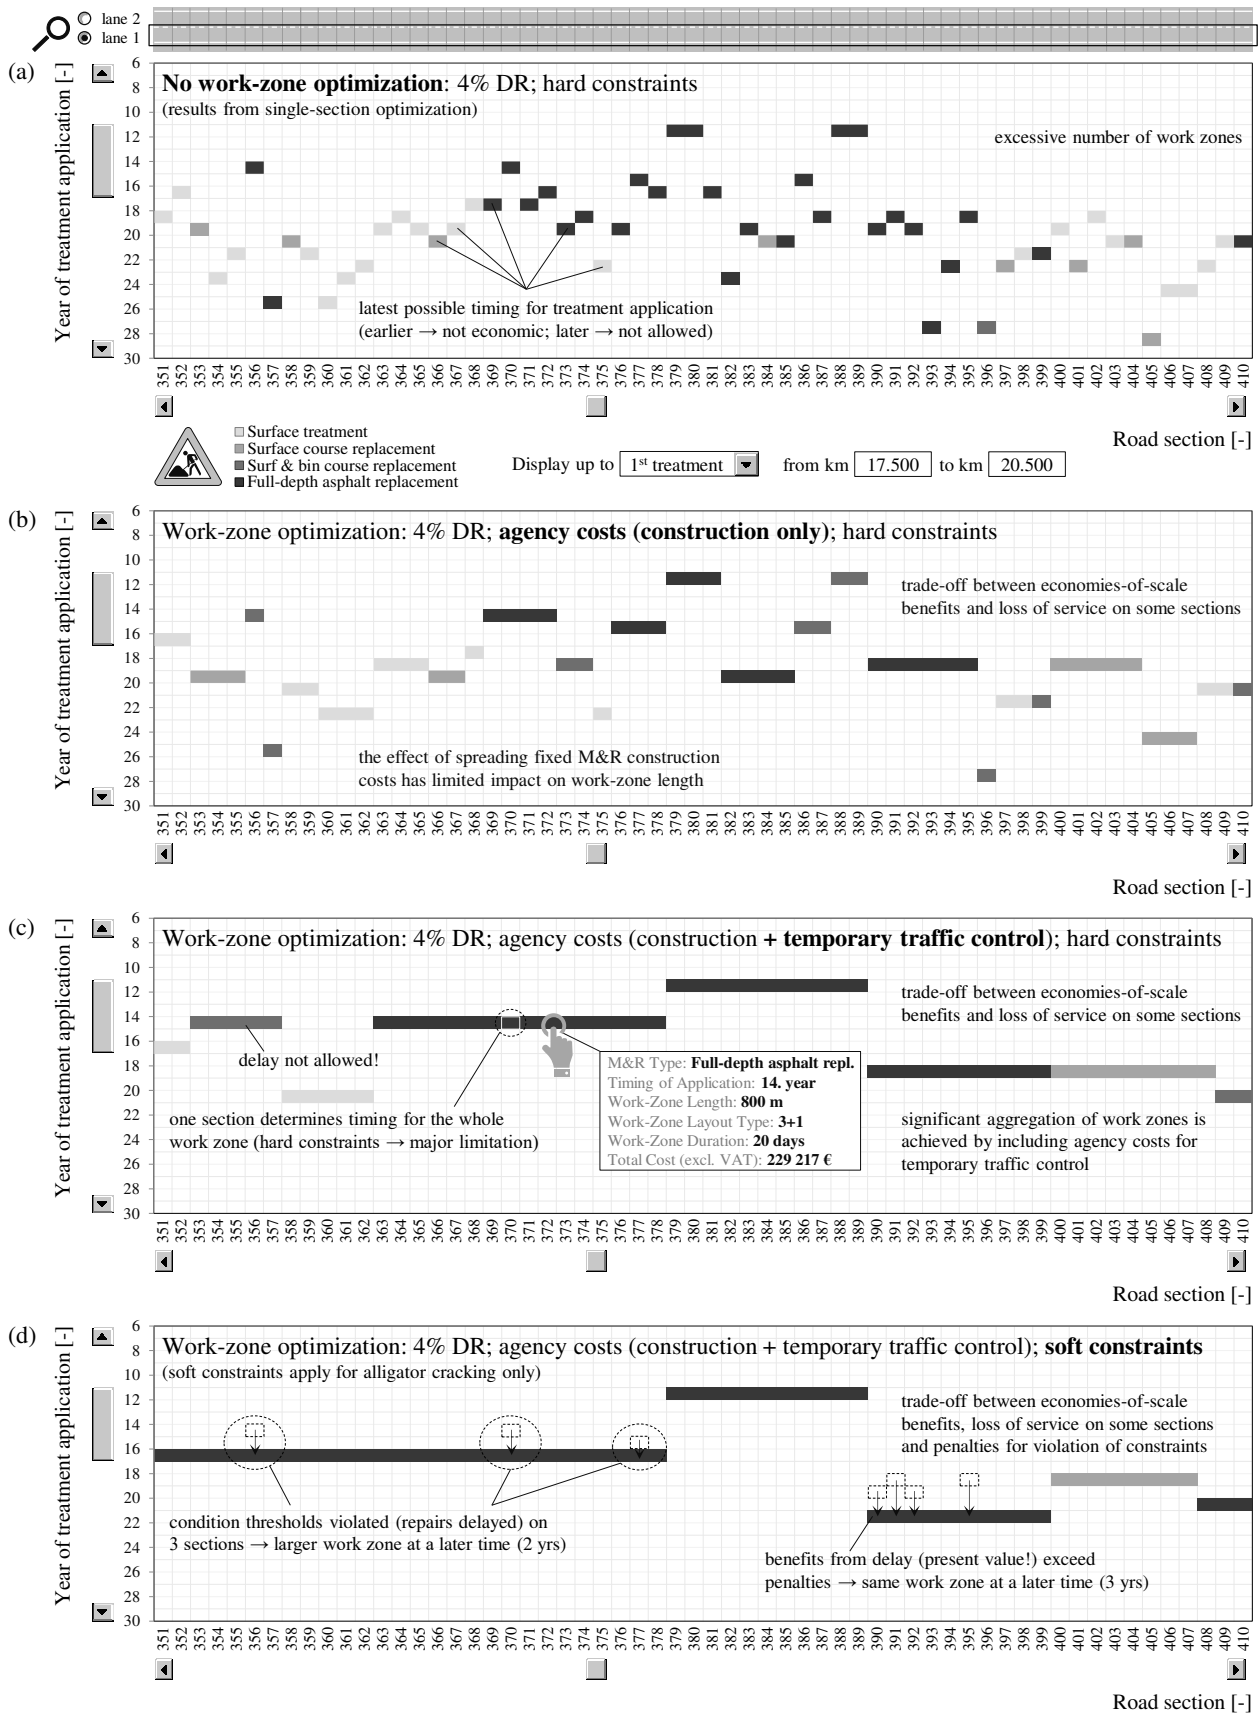 lane 2
lane 1
(a)
Year of treatment application [-]
6
8
10
12
14
16
18
20
22
24
26
28
30
No work-zone optimization: 4% DR; hard constraints
(results from single-section optimization)
excessive number of work zones
latest possible timing for treatment application
(earlier → not economic; later → not allowed)
351 352 353 354 355 356 357 358 359 360 361 362 363 364 365 366 367 368 369 370 371 372 373 374 375 376 377 378 379 380 381 382 383 384 385 386 387 388 389 390 391 392 393 394 395 396 397 398 399 400 401 402 403 404 405 406 407 408 409 410
Road section [-]
Surface treatment
Surface course replacement
Surf & bin course replacement
Full-depth asphalt replacement
Display up to 1st treatment from km 17.500 to km 20.500
(b)
Year of treatment application [-]
6
8
10
12
14
16
18
20
22
24
26
28
30
Work-zone optimization: 4% DR; agency costs (construction only); hard constraints
trade-off between economies-of-scale
benefits and loss of service on some sections
the effect of spreading fixed M&R construction
costs has limited impact on work-zone length
351 352 353 354 355 356 357 358 359 360 361 362 363 364 365 366 367 368 369 370 371 372 373 374 375 376 377 378 379 380 381 382 383 384 385 386 387 388 389 390 391 392 393 394 395 396 397 398 399 400 401 402 403 404 405 406 407 408 409 410
Road section [-]
(c)
Year of treatment application [-]
6
8
10
12
14
16
18
20
22
24
26
28
30
Work-zone optimization: 4% DR; agency costs (construction + temporary traffic control); hard constraints
trade-off between economies-of-scale
benefits and loss of service on some sections
delay not allowed!
one section determines timing for the whole
work zone (hard constraints → major limitation)
M&R Type: Full-depth asphalt repl.
Timing of Application: 14. year
Work-Zone Length: 800 m
Work-Zone Layout Type: 3+1
Work-Zone Duration: 20 days
Total Cost (excl. VAT): 229 217 €
significant aggregation of work zones is
achieved by including agency costs for
temporary traffic control
351 352 353 354 355 356 357 358 359 360 361 362 363 364 365 366 367 368 369 370 371 372 373 374 375 376 377 378 379 380 381 382 383 384 385 386 387 388 389 390 391 392 393 394 395 396 397 398 399 400 401 402 403 404 405 406 407 408 409 410
Road section [-]
(d)
Year of treatment application [-]
6
8
10
12
14
16
18
20
22
24
26
28
30
Work-zone optimization: 4% DR; agency costs (construction + temporary traffic control); soft constraints
(soft constraints apply for alligator cracking only)
trade-off between economies-of-scale
benefits, loss of service on some sections
and penalties for violation of constraints
condition thresholds violated (repairs delayed) on
3 sections → larger work zone at a later time (2 yrs)
benefits from delay (present value!) exceed
penalties → same work zone at a later time (3 yrs)
351 352 353 354 355 356 357 358 359 360 361 362 363 364 365 366 367 368 369 370 371 372 373 374 375 376 377 378 379 380 381 382 383 384 385 386 387 388 389 390 391 392 393 394 395 396 397 398 399 400 401 402 403 404 405 406 407 408 409 410
Road section [-]